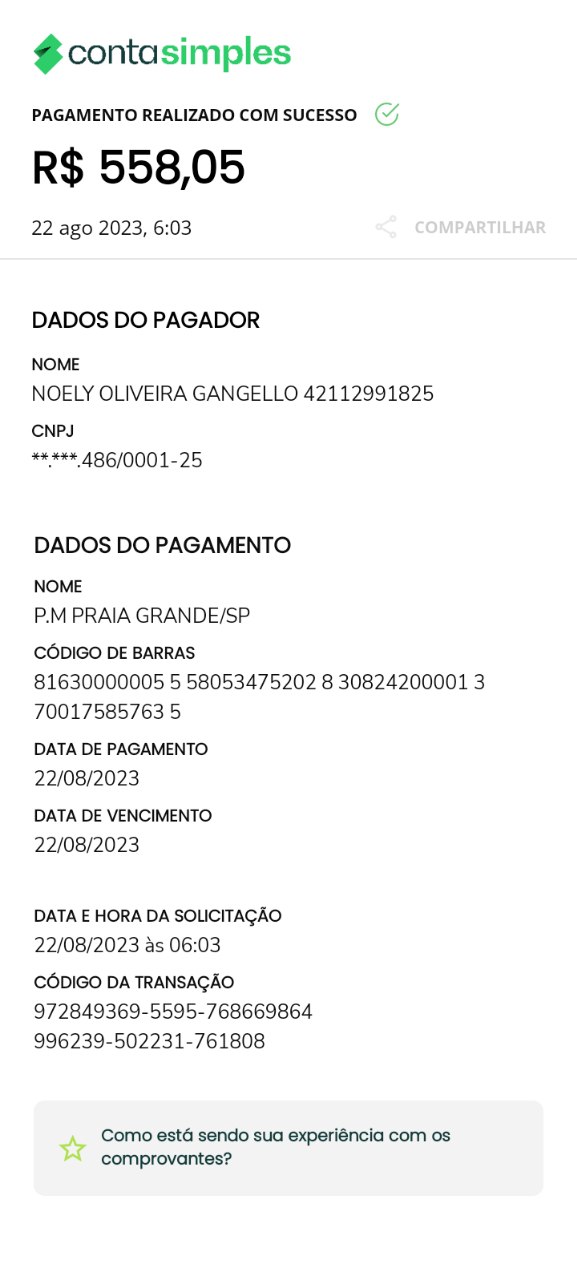 contasimples
PAGAMENTO REALIZADO COM SUCESSO
R$ 558,05
22 ago 2023, 6:03
COMPARTILHAR
DADOS DO PAGADOR
NOME
NOELY OLIVEIRA GANGELLO 42112991825
CNPJ
**.***.486/0001-25
DADOS DO PAGAMENTO
NOME
P.M PRAIA GRANDE/SP
CÓDIGO DE BARRAS
81630000005 5 58053475202 8 30824200001 3
70017585763 5
DATA DE PAGAMENTO
22/08/2023
DATA DE VENCIMENTO
22/08/2023
DATA E HORA DA SOLICITAÇÃO
22/08/2023 às 06:03
CÓDIGO DA TRANSAÇÃO
972849369-5595-768669864
996239-502231-761808
Como está sendo sua experiência com os
comprovantes?